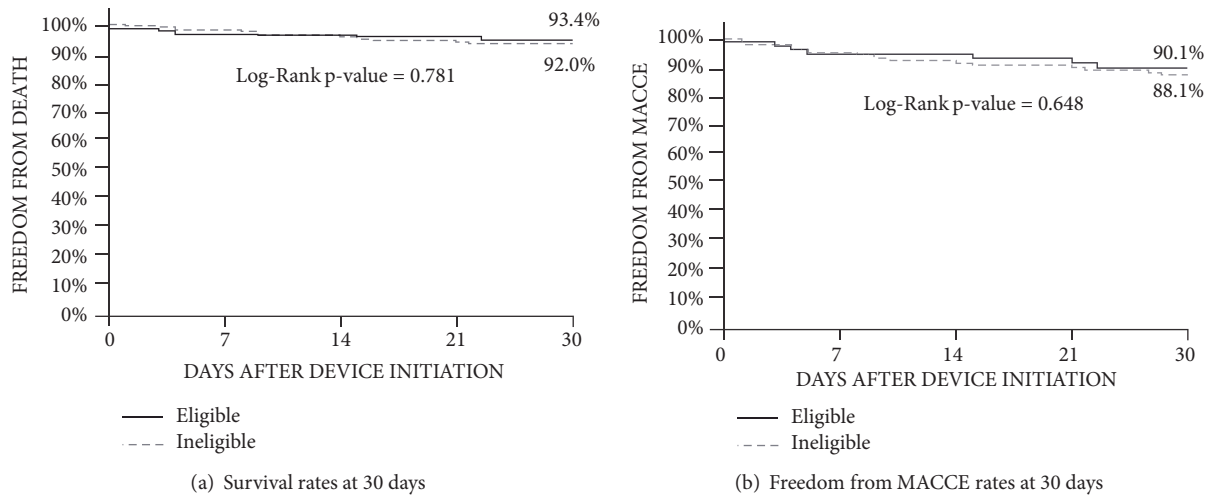 100%
90%
80%
70%
60%
50%
40%
30%
20%
10%
0%
FREEDOM FROM DEATH
93.4%
92.0%
Log-Rank p-value = 0.781
0 7 14 21 30
DAYS AFTER DEVICE INITIATION
Eligible
Ineligible
(a) Survival rates at 30 days
100%
90%
80%
70%
60%
50%
40%
30%
20%
10%
0%
FREEDOM FROM MACCE
90.1%
88.1%
Log-Rank p-value = 0.648
0 7 14 21 30
DAYS AFTER DEVICE INITIATION
Eligible
Ineligible
(b) Freedom from MACCE rates at 30 days